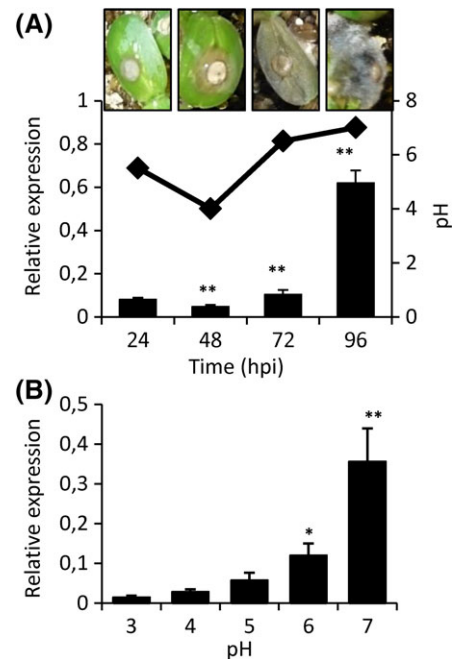 (A)
1
0,8
0,6
0,4
0,2
0
Relative expression
8
6
4
2
0
pH
** ** **
24 48 72 96
Time (hpi)
(B)
0,5
0,4
0,3
0,2
0,1
0
Relative expression
* **
3 4 5 6 7
pH